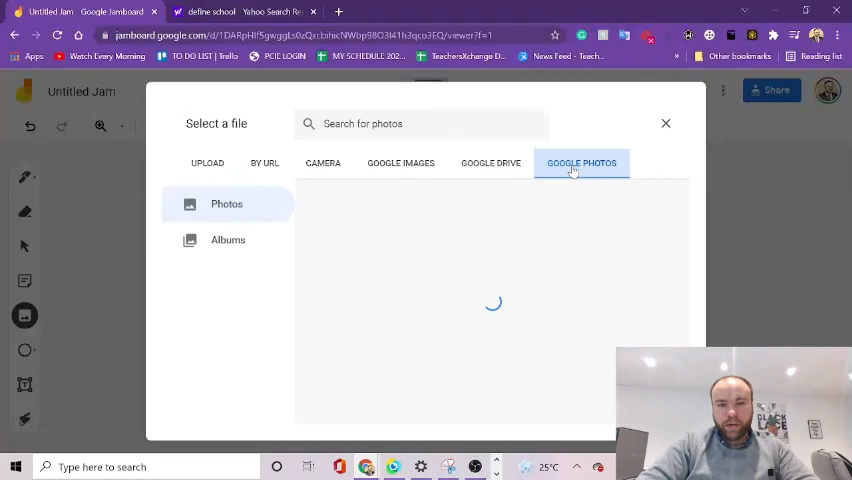 Untitled Jam - Google Jamboard
define school - Yahoo Search Res
jamboard.google.com/d/1DARpHIf5gwggLs0zQxcbihicNWbp98O3I41h3qco3EQ/viewer?f=1
Apps
Watch Every Morning
TO DO LIST | Trello
PCIE LOGIN
MY SCHEDULE 202...
TeachersXchange D...
News Feed - Teach...
»
Other bookmarks
Reading list
Untitled Jam
Share
Select a file
Search for photos
UPLOAD
BY URL
CAMERA
GOOGLE IMAGES
GOOGLE DRIVE
GOOGLE PHOTOS
Photos
Albums
BLACK
LACE
Type here to search
25°C